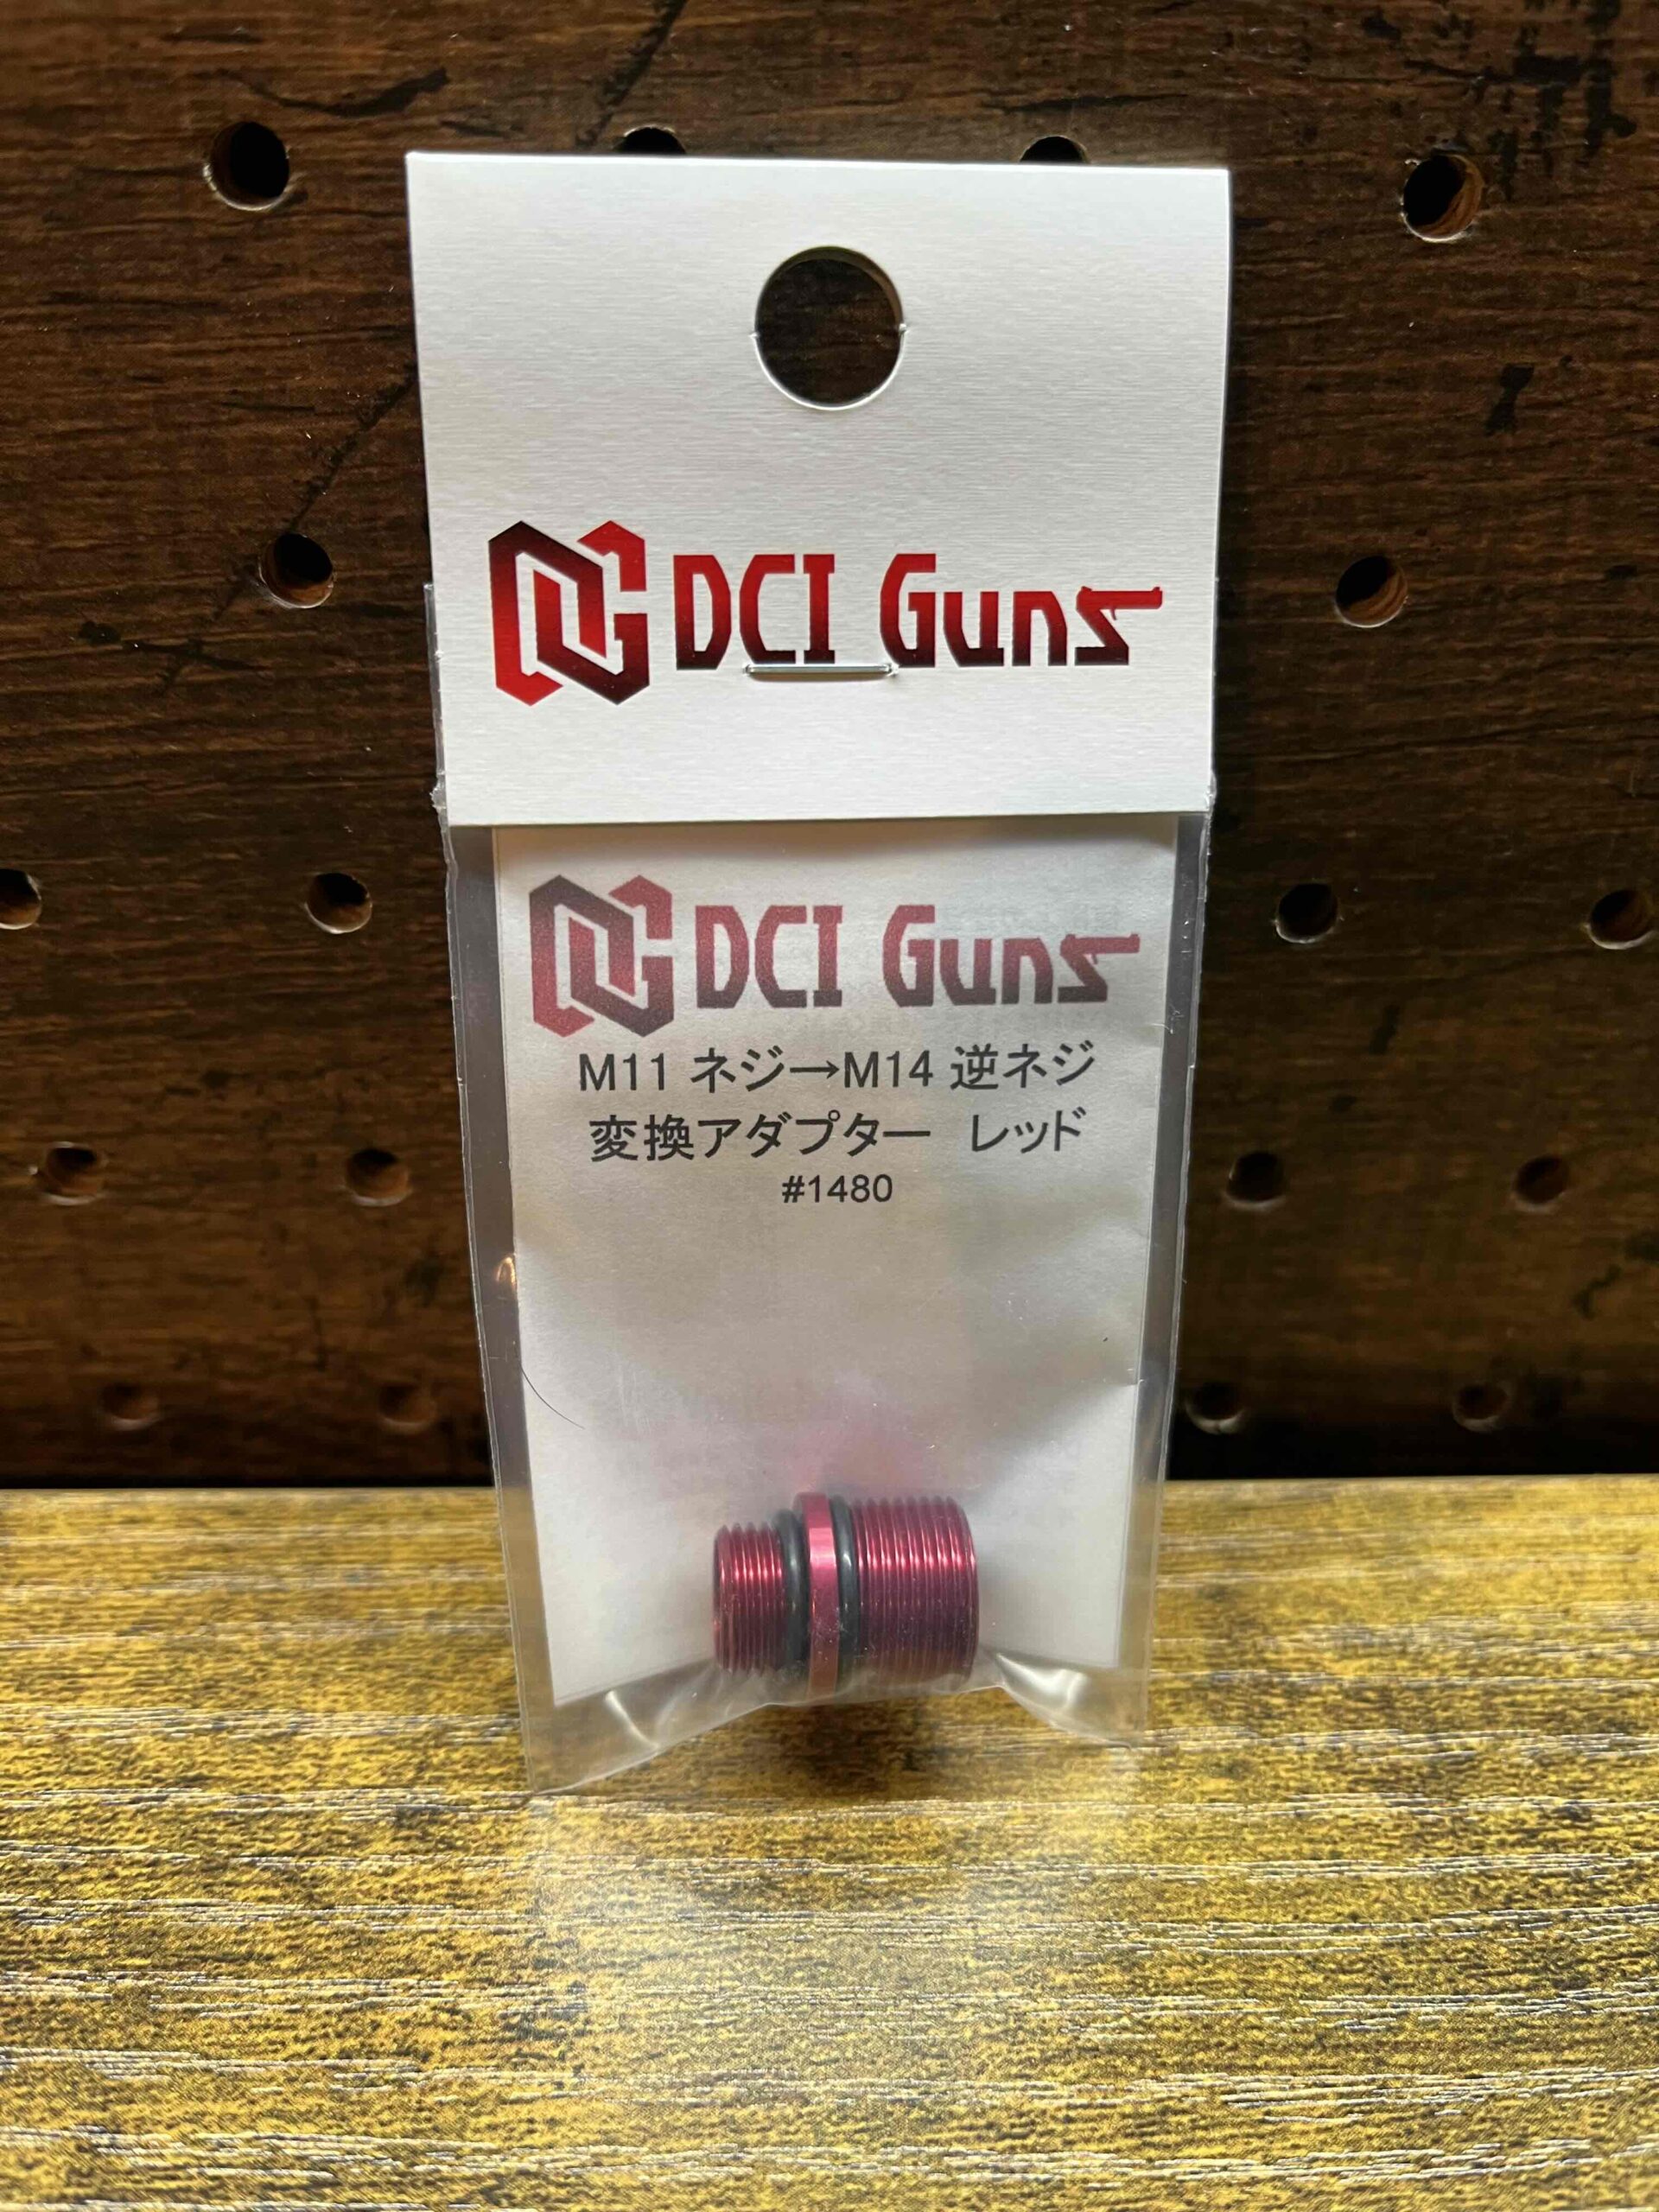 DCI Guns
DCI Guns
M11 ネジ→M14 逆ネジ
変換アダプター レッド
#1480